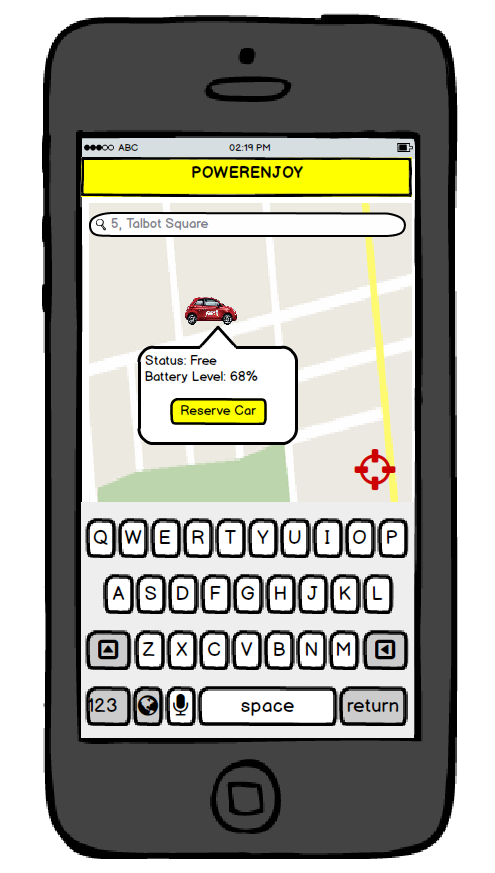 ABC 02:19 PM
POWERENJOY
5, Talbot Square
Status: Free
Battery Level: 68%
Reserve Car
Q W E R T Y U I O P
A S D F G H J K L
Z X C V B N M
123 space return